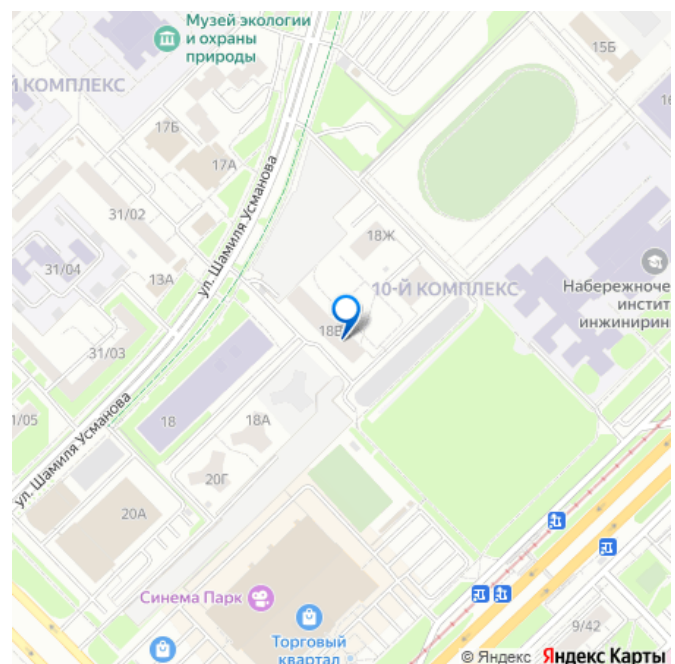 Музей экологии
и охраны
природы
15Б
Й КОМПЛЕКС
17Б
17А
31/02
ул. Шамиля Усманова
18Ж
31/04
13А
10-Й КОМПЛЕКС
Набережноче
инстит
инжинирин
18В
31/03
ул. Шамиля Усманова
1/05
18
18А
20Г
20А
Синема Парк
Торговый
квартал
9/42
© Яндекс Яндекс Карты